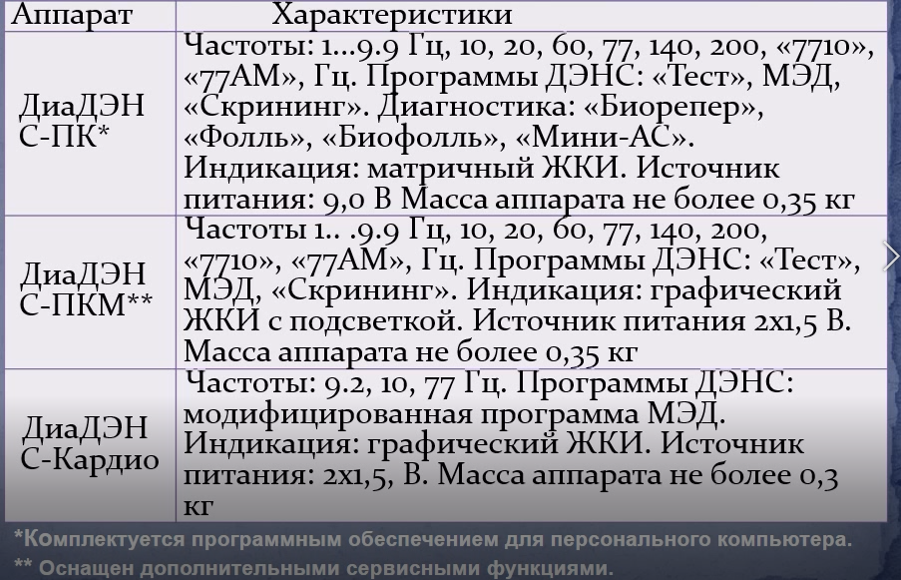 Аппарат
Характеристики
ДиаДЭН
С-ПК*
Частоты: 1...9.9 Гц, 10, 20, 60, 77, 140, 200, «7710»,
«77АМ», Гц. Программы ДЭНС: «Тест», МЭД,
«Скрининг». Диагностика: «Биорепер»,
«Фолль», «Биофолль», «Мини-АС».
Индикация: матричный ЖКИ. Источник
питания: 9,0 В Масса аппарата не более 0,35 кг
ДиаДЭН
С-ПКМ**
Частоты 1.. .9.9 Гц, 10, 20, 60, 77, 140, 200,
«7710», «77АМ», Гц. Программы ДЭНС: «Тест»,
МЭД, «Скрининг». Индикация: графический
ЖКИ с подсветкой. Источник питания 2х1,5 В.
Масса аппарата не более 0,35 кг
ДиаДЭН
С-Кардио
Частоты: 9.2, 10, 77 Гц. Программы ДЭНС:
модифицированная программа МЭД.
Индикация: графический ЖКИ. Источник
питания: 2х1,5, В. Масса аппарата не более 0,3
кг
*Комплектуется программным обеспечением для персонального компьютера.
** Оснащен дополнительными сервисными функциями.